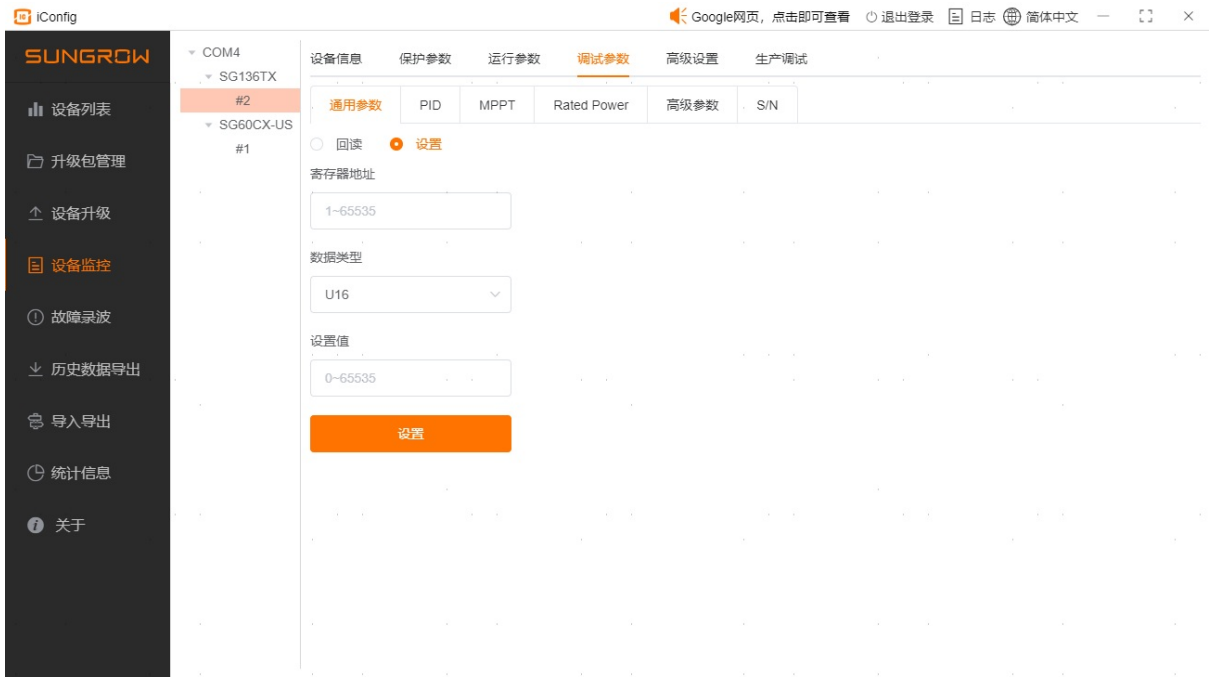 iConfig
Google网页，点击即可查看 退出登录 日志 简体中文
SUNGROW
设备列表
升级包管理
设备升级
设备监控
故障录波
历史数据导出
导入导出
统计信息
关于
COM4
SG136TX
#2
SG60CX-US
#1
设备信息 保护参数 运行参数 调试参数 高级设置 生产调试
通用参数 PID MPPT Rated Power 高级参数 S/N
回读 设置
寄存器地址
1~65535
数据类型
U16
设置值
0~65535
设置